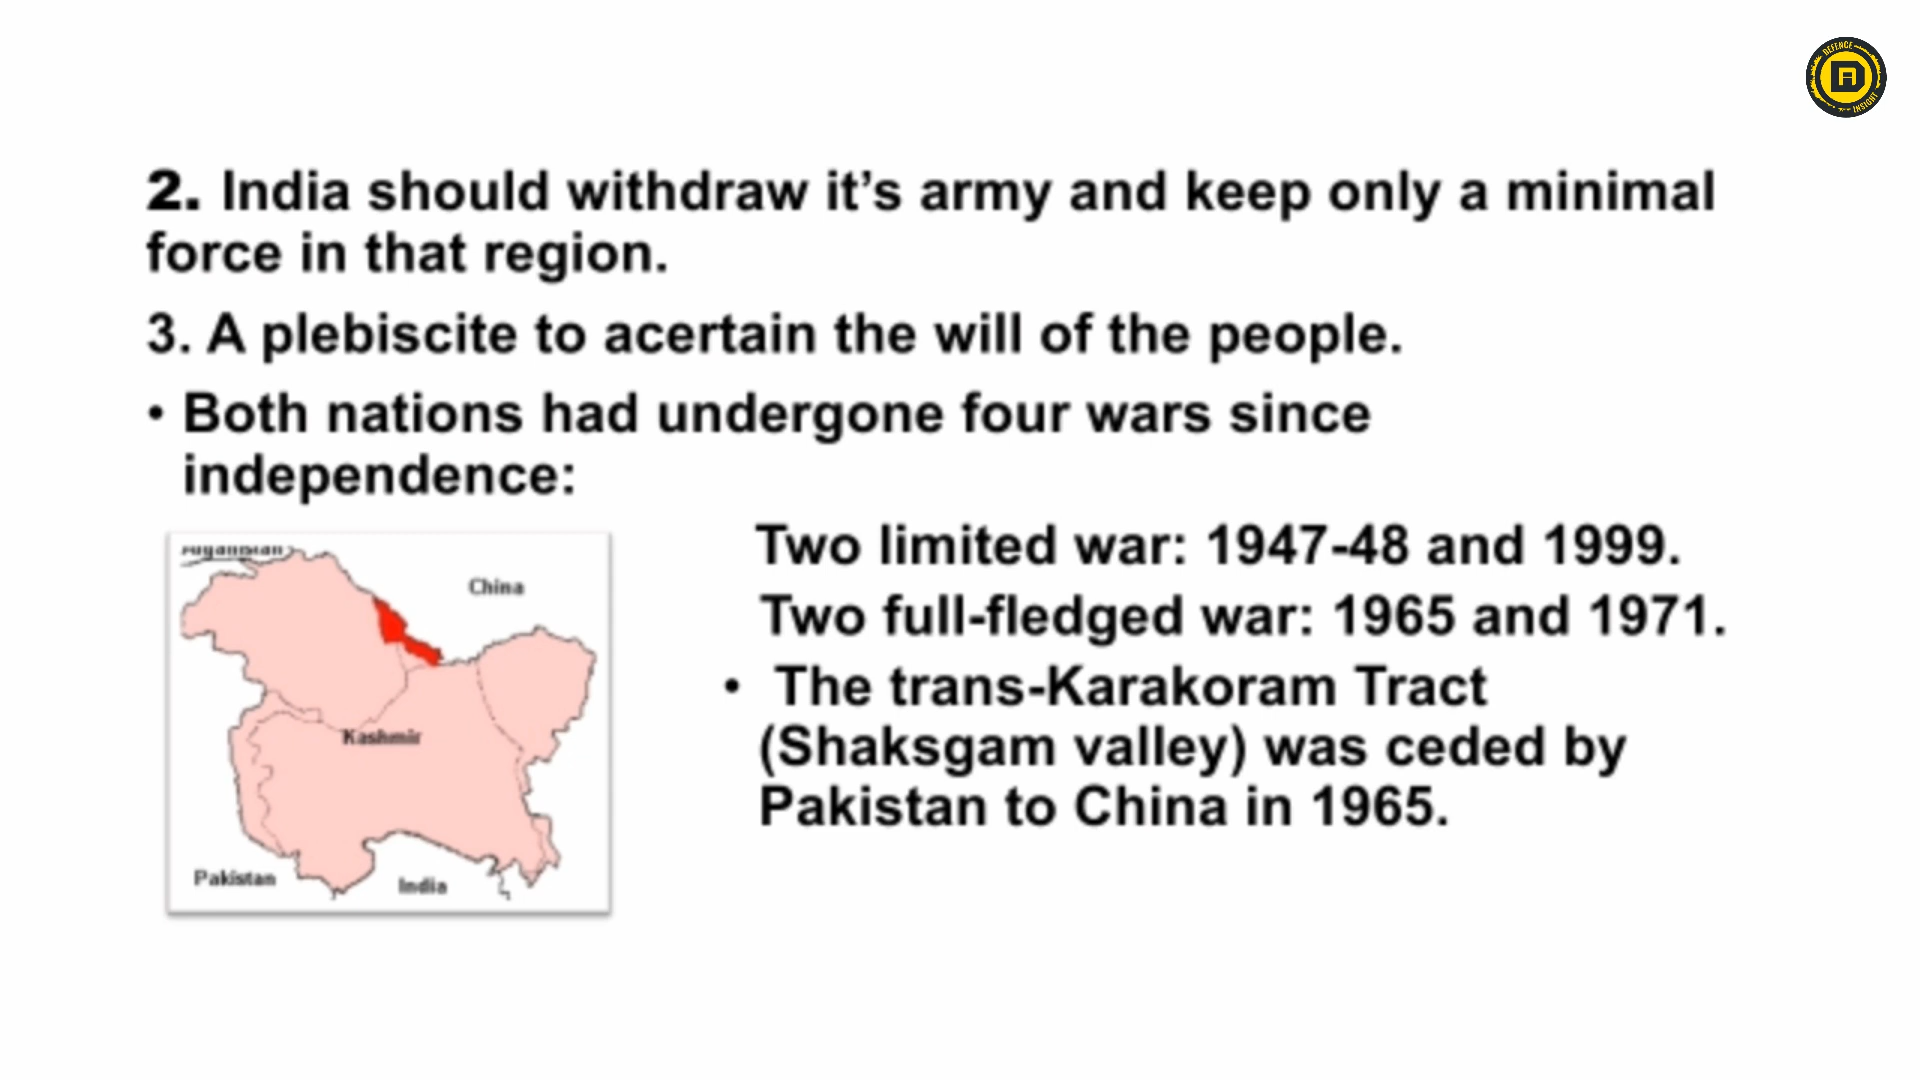 DEFENCE
INSIGHT
2. India should withdraw it’s army and keep only a minimal
force in that region.
3. A plebiscite to acertain the will of the people.
• Both nations had undergone four wars since
independence:
Two limited war: 1947-48 and 1999.
Two full-fledged war: 1965 and 1971.
• The trans-Karakoram Tract
(Shaksgam valley) was ceded by
Pakistan to China in 1965.
China
Kashmir
Pakistan
India